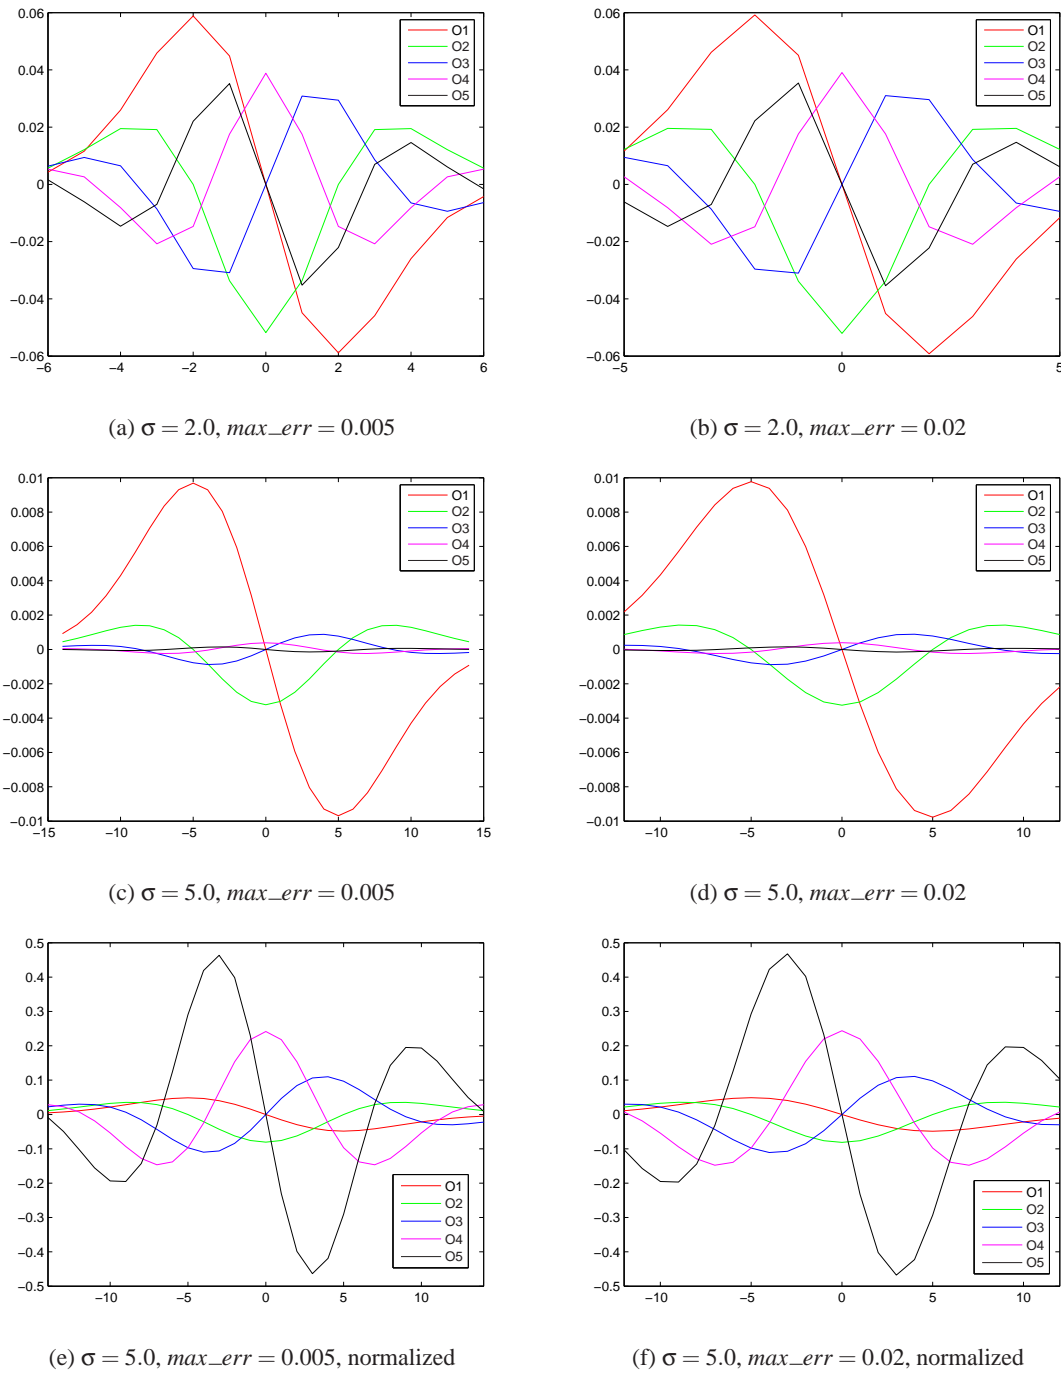 0.06
0.04
0.02
0
−0.02
−0.04
−0.06
−6 −4 −2 0 2 4 6
O1
O2
O3
O4
O5
(a) σ = 2.0, max_err = 0.005
0.06
0.04
0.02
0
−0.02
−0.04
−0.06
−5 0 5
O1
O2
O3
O4
O5
(b) σ = 2.0, max_err = 0.02
0.01
0.008
0.006
0.004
0.002
0
−0.002
−0.004
−0.006
−0.008
−0.01
−15 −10 −5 0 5 10 15
O1
O2
O3
O4
O5
(c) σ = 5.0, max_err = 0.005
0.01
0.008
0.006
0.004
0.002
0
−0.002
−0.004
−0.006
−0.008
−0.01
−10 −5 0 5 10
O1
O2
O3
O4
O5
(d) σ = 5.0, max_err = 0.02
0.5
0.4
0.3
0.2
0.1
0
−0.1
−0.2
−0.3
−0.4
−0.5
−10 −5 0 5 10
O1
O2
O3
O4
O5
(e) σ = 5.0, max_err = 0.005, normalized
0.5
0.4
0.3
0.2
0.1
0
−0.1
−0.2
−0.3
−0.4
−0.5
−10 −5 0 5 10
O1
O2
O3
O4
O5
(f) σ = 5.0, max_err = 0.02, normalized